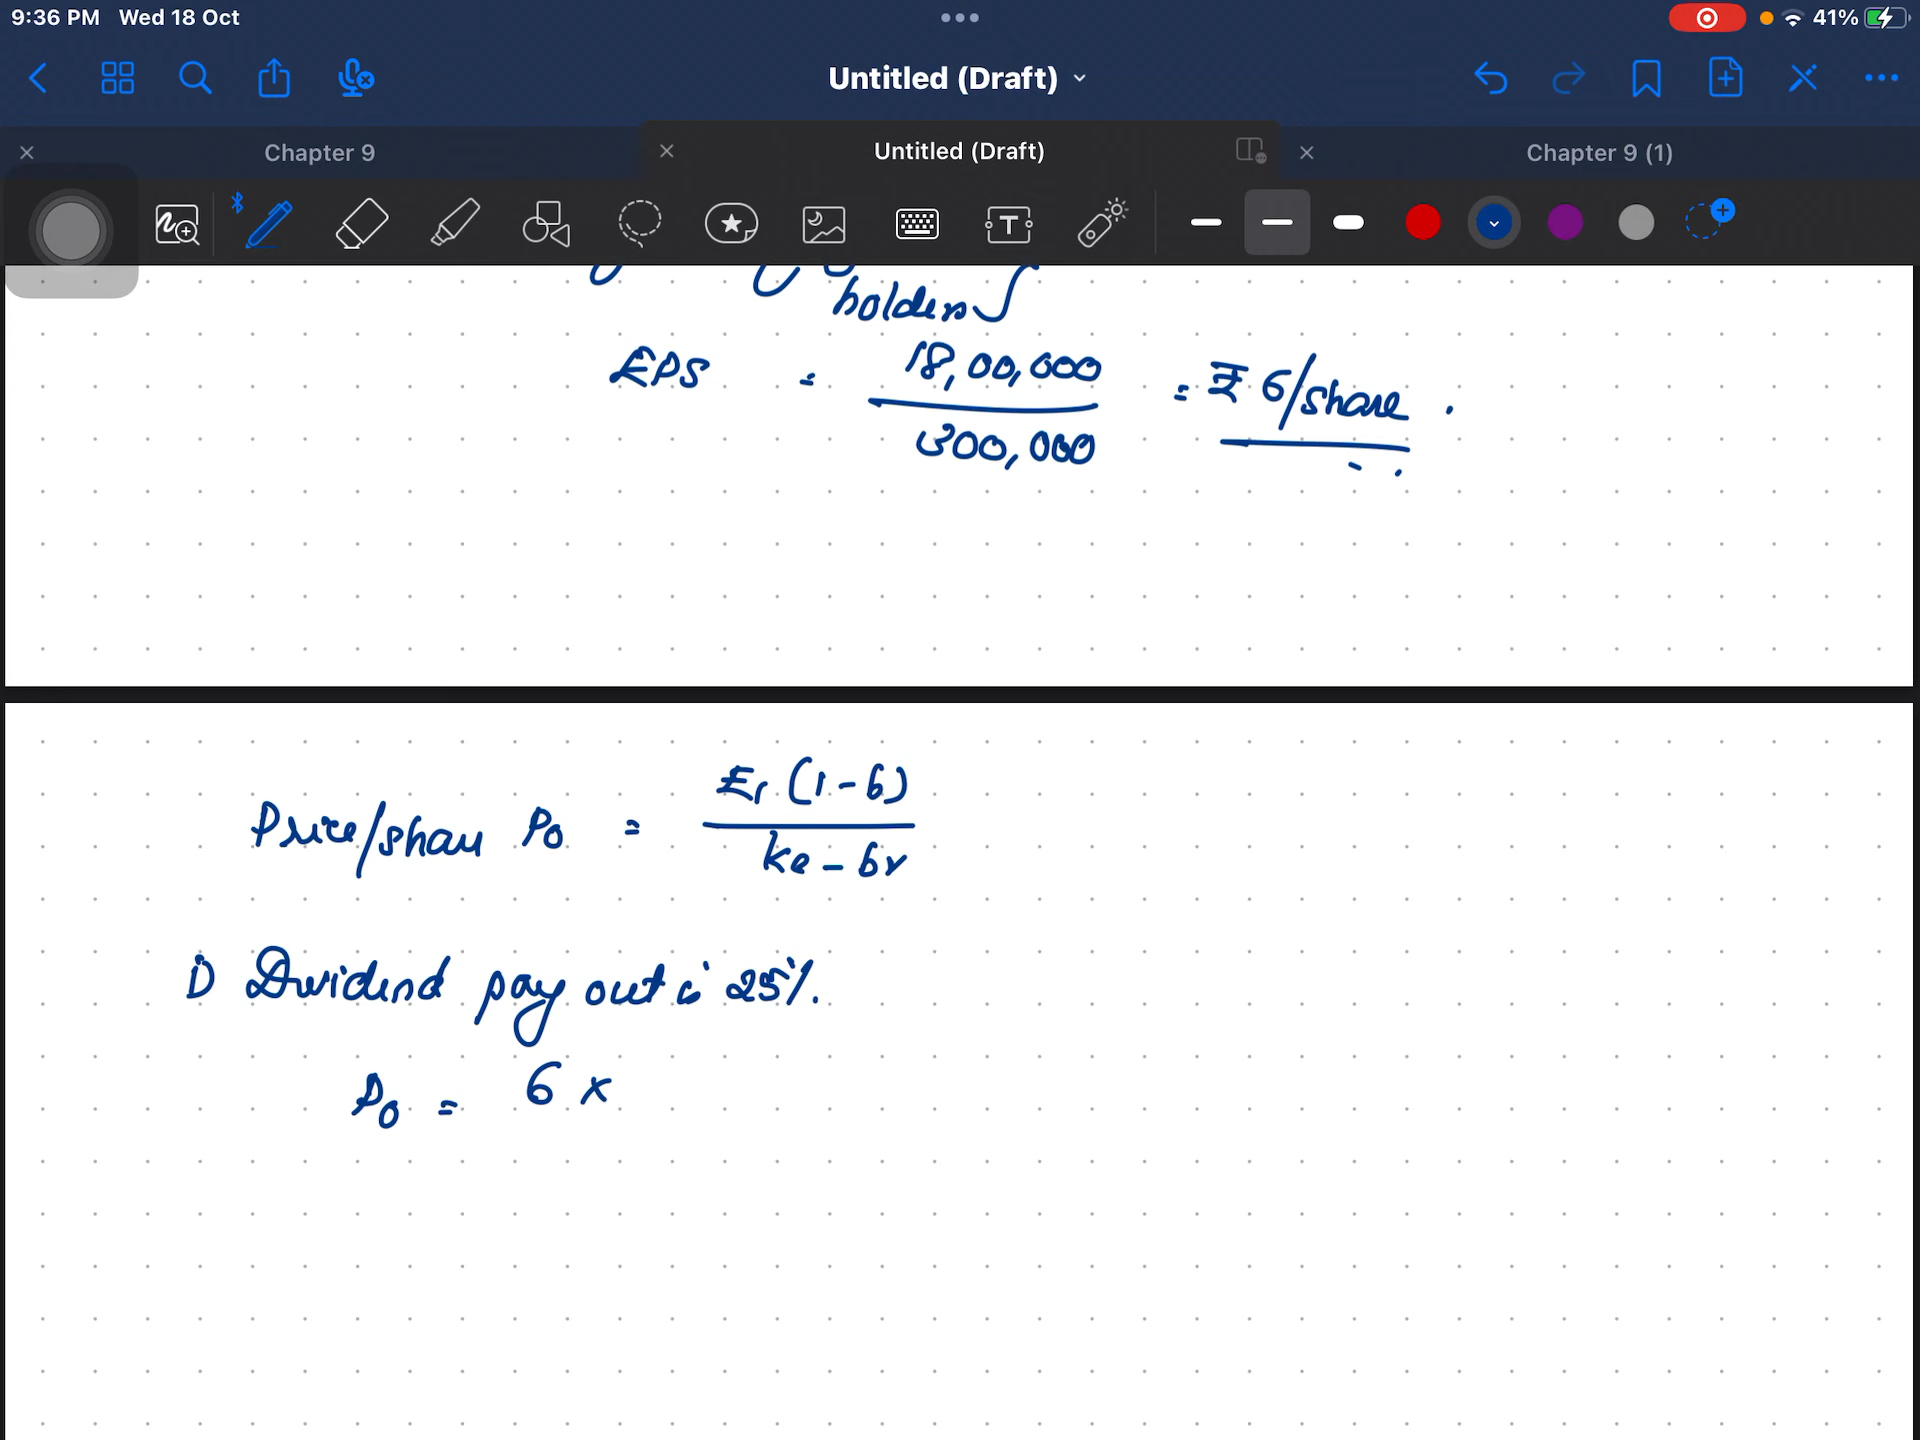 9:36 PM Wed 18 Oct
41%
Untitled (Draft)
Chapter 9
Untitled (Draft)
Chapter 9 (1)
T
holders
EPS = 18,00,000 / 300,000 = ₹ 6/share.
Price/share P0 = E1 (1-b) / ke - br
i) Dividend pay out is 25%.
P0 = 6 x